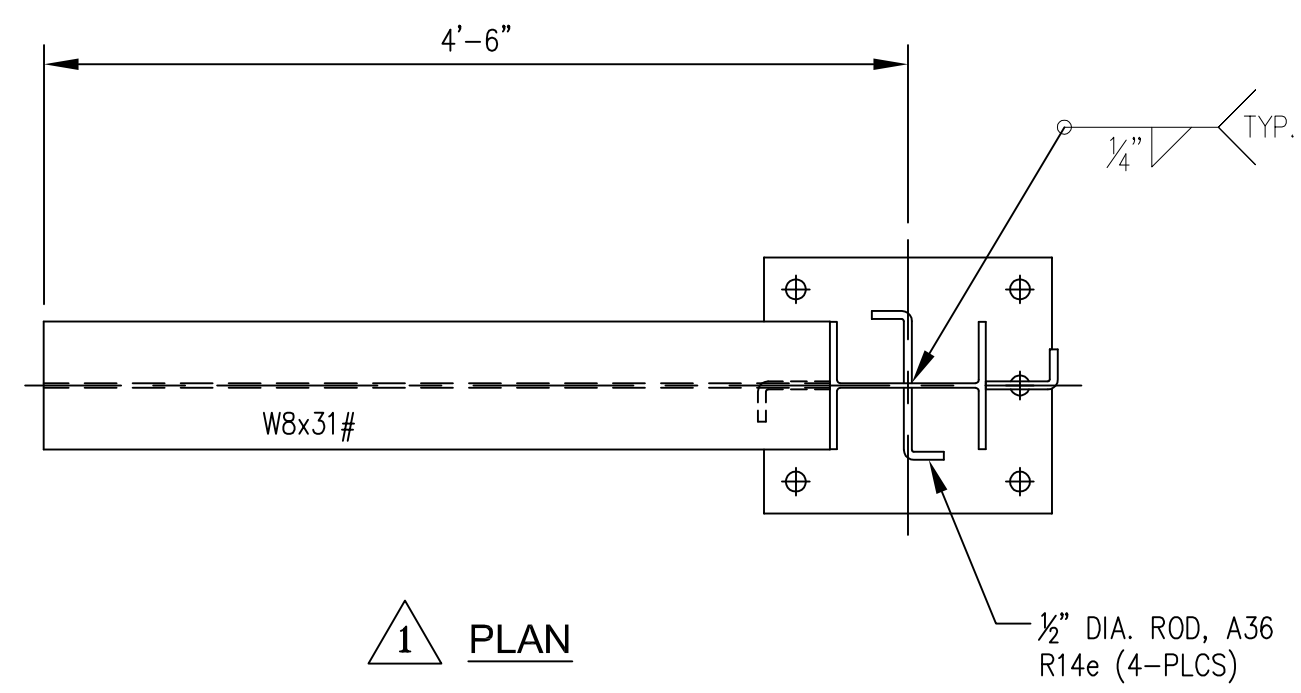 4'-6"
TYP.
1/4"
W8x31#
1/2" DIA. ROD, A36
R14e (4-PLCS)
1 PLAN